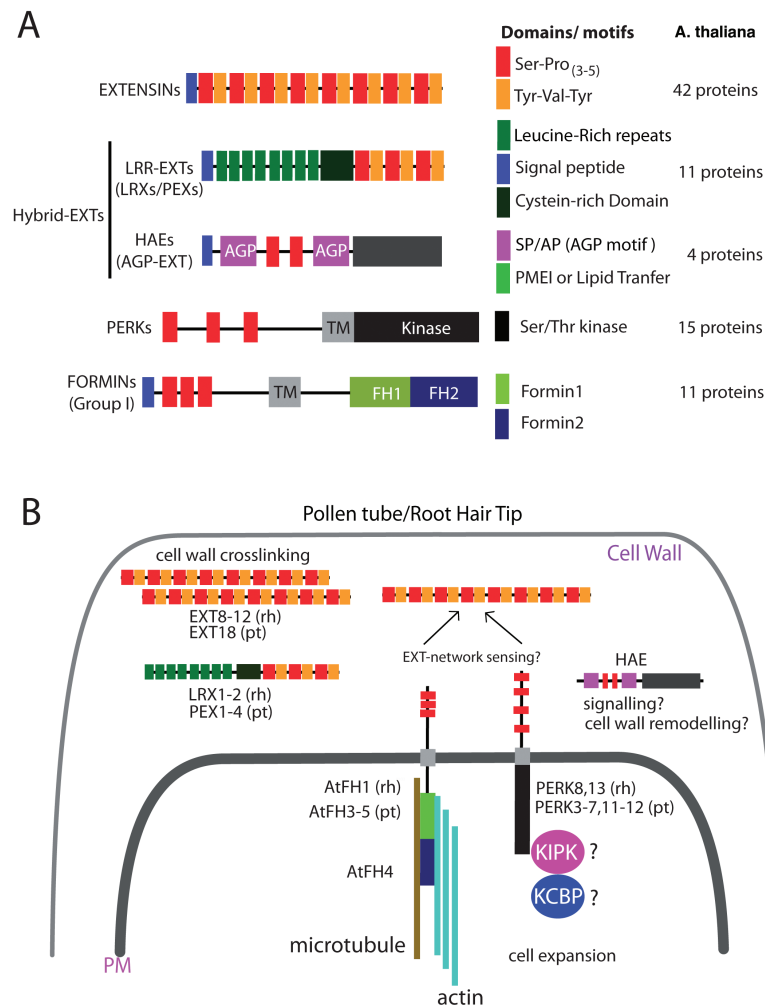 A
Domains/ motifs
A. thaliana
EXTENSINs
Ser-Pro (3-5)
Tyr-Val-Tyr
42 proteins
Hybrid-EXTs
LRR-EXTs
(LRXs/PEXs)
Leucine-Rich repeats
Signal peptide
Cystein-rich Domain
11 proteins
HAEs
(AGP-EXT)
AGP
AGP
SP/AP (AGP motif )
PMEI or Lipid Tranfer
4 proteins
PERKs
TM
Kinase
Ser/Thr kinase
15 proteins
FORMINs
(Group I)
TM
FH1
FH2
Formin1
Formin2
11 proteins
B
Pollen tube/Root Hair Tip
Cell Wall
cell wall crosslinking
EXT8-12 (rh)
EXT18 (pt)
EXT-network sensing?
HAE
signalling?
cell wall remodelling?
LRX1-2 (rh)
PEX1-4 (pt)
AtFH1 (rh)
AtFH3-5 (pt)
AtFH4
PERK8,13 (rh)
PERK3-7,11-12 (pt)
KIPK ?
KCBP ?
microtubule
actin
cell expansion
PM